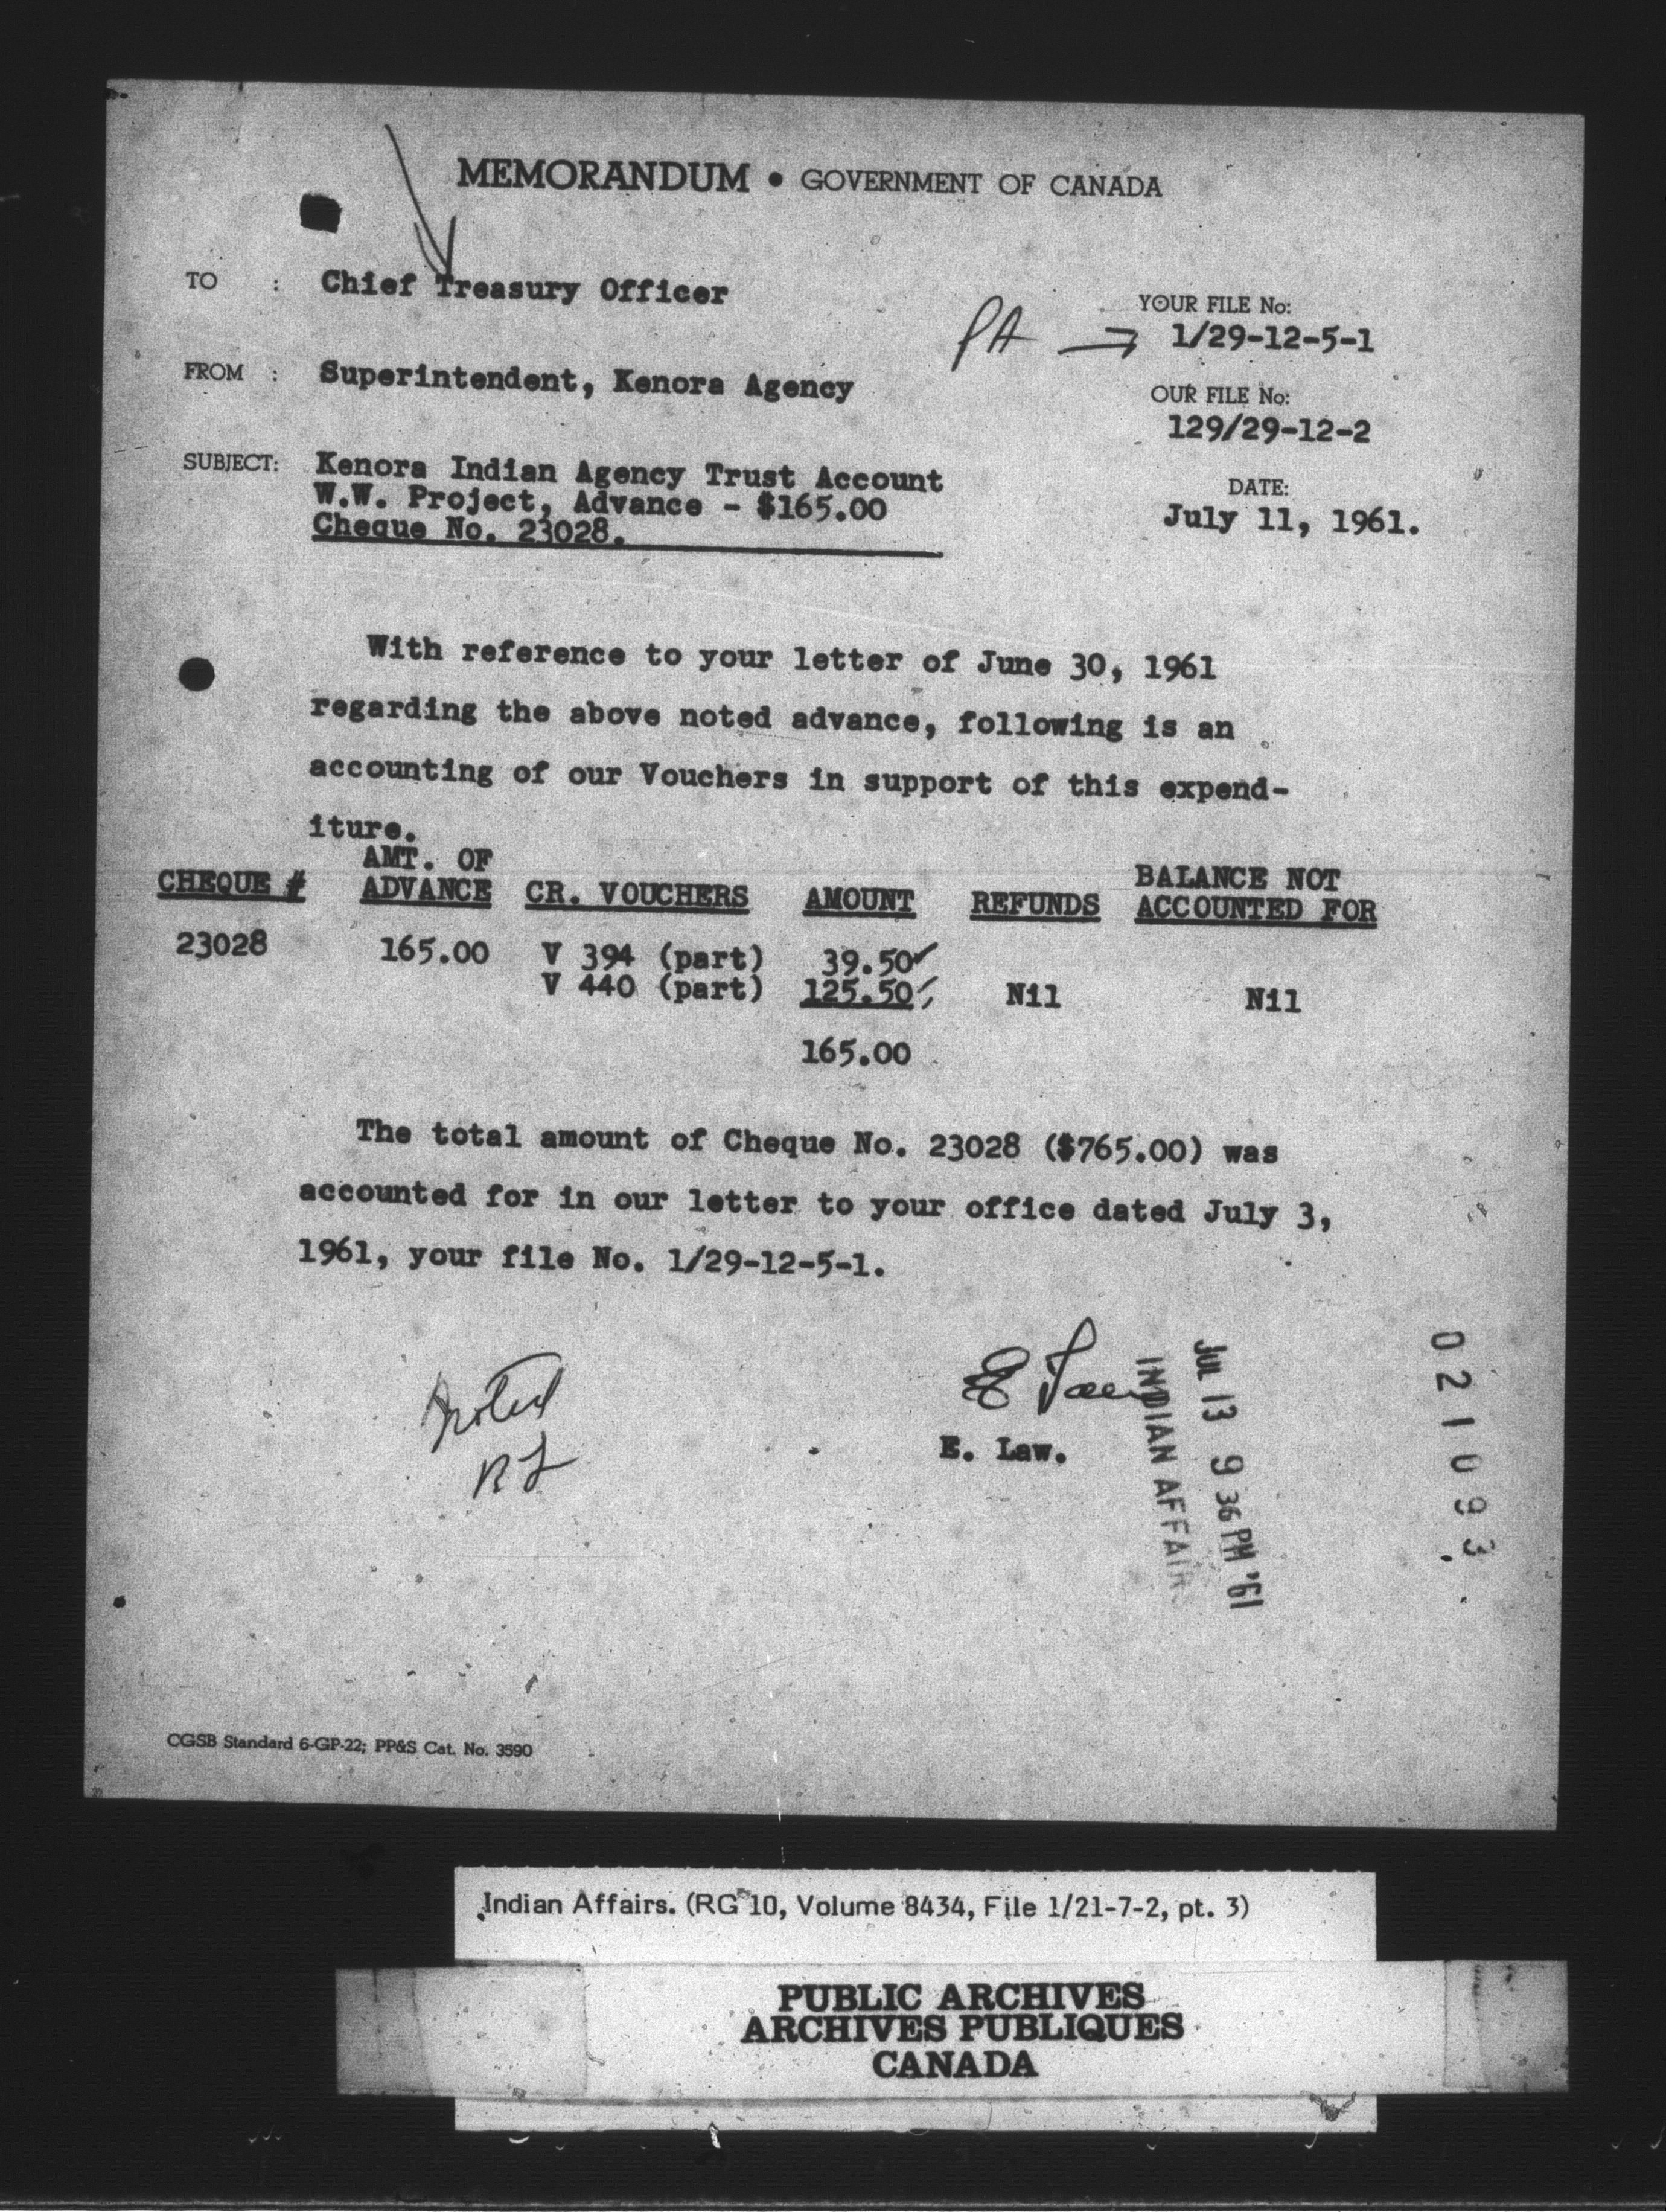 MEMORANDUM • GOVERNMENT OF CANADA
TO : Chief Treasury Officer
YOUR FILE No:
PA → 1/29-12-5-1
FROM : Superintendent, Kenora Agency
OUR FILE No:
129/29-12-2
SUBJECT: Kenora Indian Agency Trust Account
W.W. Project, Advance - $165.00
Cheque No. 23028.
DATE:
July 11, 1961.
With reference to your letter of June 30, 1961
regarding the above noted advance, following is an
accounting of our Vouchers in support of this expend-
iture.
CHEQUE # AMT. OF ADVANCE CR. VOUCHERS AMOUNT REFUNDS BALANCE NOT ACCOUNTED FOR
23028 165.00 V 394 (part) 39.50✓
V 440 (part) 125.50✓ Nil Nil
165.00
The total amount of Cheque No. 23028 ($765.00) was
accounted for in our letter to your office dated July 3,
1961, your file No. 1/29-12-5-1.
Noted
RL
E Law
E. Law.
INDIAN AFFAIR
JUL 13 9 36 PM '61
021093
CGSB Standard 6-GP-22; PP&S Cat. No. 3590
Indian Affairs. (RG 10, Volume 8434, File 1/21-7-2, pt. 3)
PUBLIC ARCHIVES
ARCHIVES PUBLIQUES
CANADA